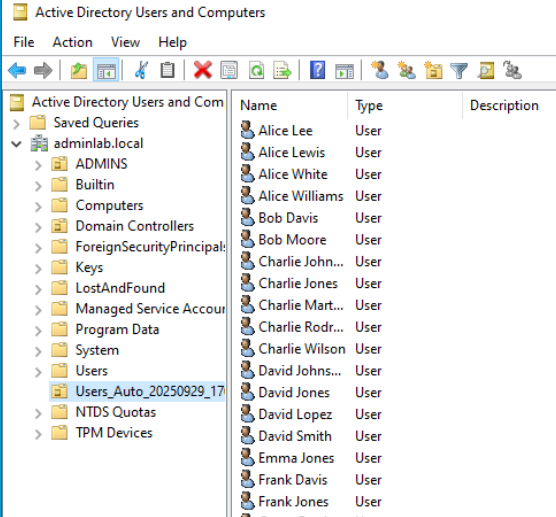 Active Directory Users and Computers
File Action View Help
Active Directory Users and Com
Saved Queries
adminlab.local
ADMINS
Builtin
Computers
Domain Controllers
ForeignSecurityPrincipal:
Keys
LostAndFound
Managed Service Accour
Program Data
System
Users
Users_Auto_20250929_17
NTDS Quotas
TPM Devices
Name Type Description
Alice Lee User
Alice Lewis User
Alice White User
Alice Williams User
Bob Davis User
Bob Moore User
Charlie John... User
Charlie Jones User
Charlie Mart... User
Charlie Rodr... User
Charlie Wilson User
David Johns... User
David Jones User
David Lopez User
David Smith User
Emma Jones User
Frank Davis User
Frank Jones User